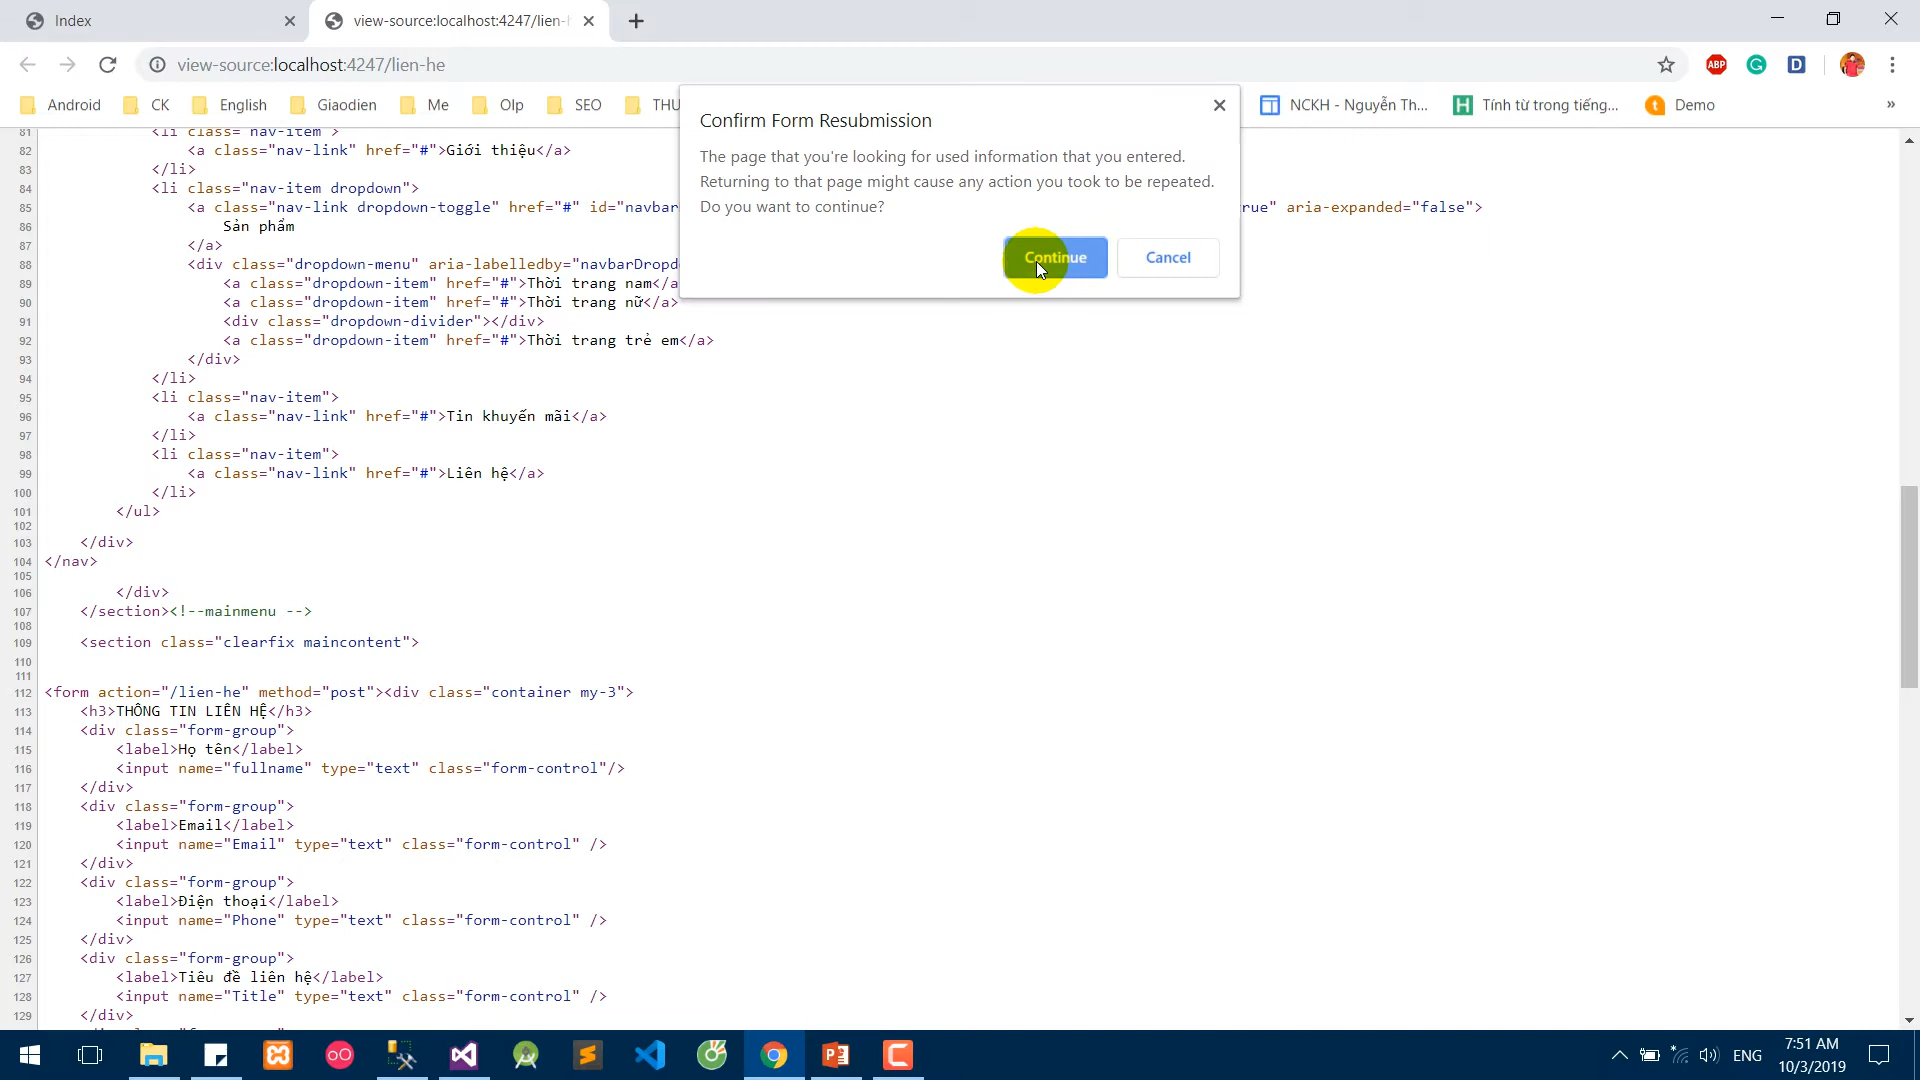 Index
view-source:localhost:4247/lien-h
view-source:localhost:4247/lien-he
ABP
Android
CK
English
Giaodien
Me
Olp
SEO
THU
NCKH - Nguyễn Th...
Tính từ trong tiếng...
Demo
»
Confirm Form Resubmission
The page that you're looking for used information that you entered.
Returning to that page might cause any action you took to be repeated.
Do you want to continue?
Continue
Cancel
81 <li class="nav-item">
82 <a class="nav-link" href="#">Giới thiệu</a>
83 </li>
84 <li class="nav-item dropdown">
85 <a class="nav-link dropdown-toggle" href="#" id="navbar rue" aria-expanded="false">
86 Sản phẩm
87 </a>
88 <div class="dropdown-menu" aria-labelledby="navbarDropd
89 <a class="dropdown-item" href="#">Thời trang nam</a
90 <a class="dropdown-item" href="#">Thời trang nữ</a>
91 <div class="dropdown-divider"></div>
92 <a class="dropdown-item" href="#">Thời trang trẻ em</a>
93 </div>
94 </li>
95 <li class="nav-item">
96 <a class="nav-link" href="#">Tin khuyến mãi</a>
97 </li>
98 <li class="nav-item">
99 <a class="nav-link" href="#">Liên hệ</a>
100 </li>
101 </ul>
102
103 </div>
104 </nav>
105
106 </div>
107 </section><!--mainmenu -->
108
109 <section class="clearfix maincontent">
110
111
112 <form action="/lien-he" method="post"><div class="container my-3">
113 <h3>THÔNG TIN LIÊN HỆ</h3>
114 <div class="form-group">
115 <label>Họ tên</label>
116 <input name="fullname" type="text" class="form-control"/>
117 </div>
118 <div class="form-group">
119 <label>Email</label>
120 <input name="Email" type="text" class="form-control" />
121 </div>
122 <div class="form-group">
123 <label>Điện thoại</label>
124 <input name="Phone" type="text" class="form-control" />
125 </div>
126 <div class="form-group">
127 <label>Tiêu đề liên hệ</label>
128 <input name="Title" type="text" class="form-control" />
129 </div>
ENG
7:51 AM
10/3/2019